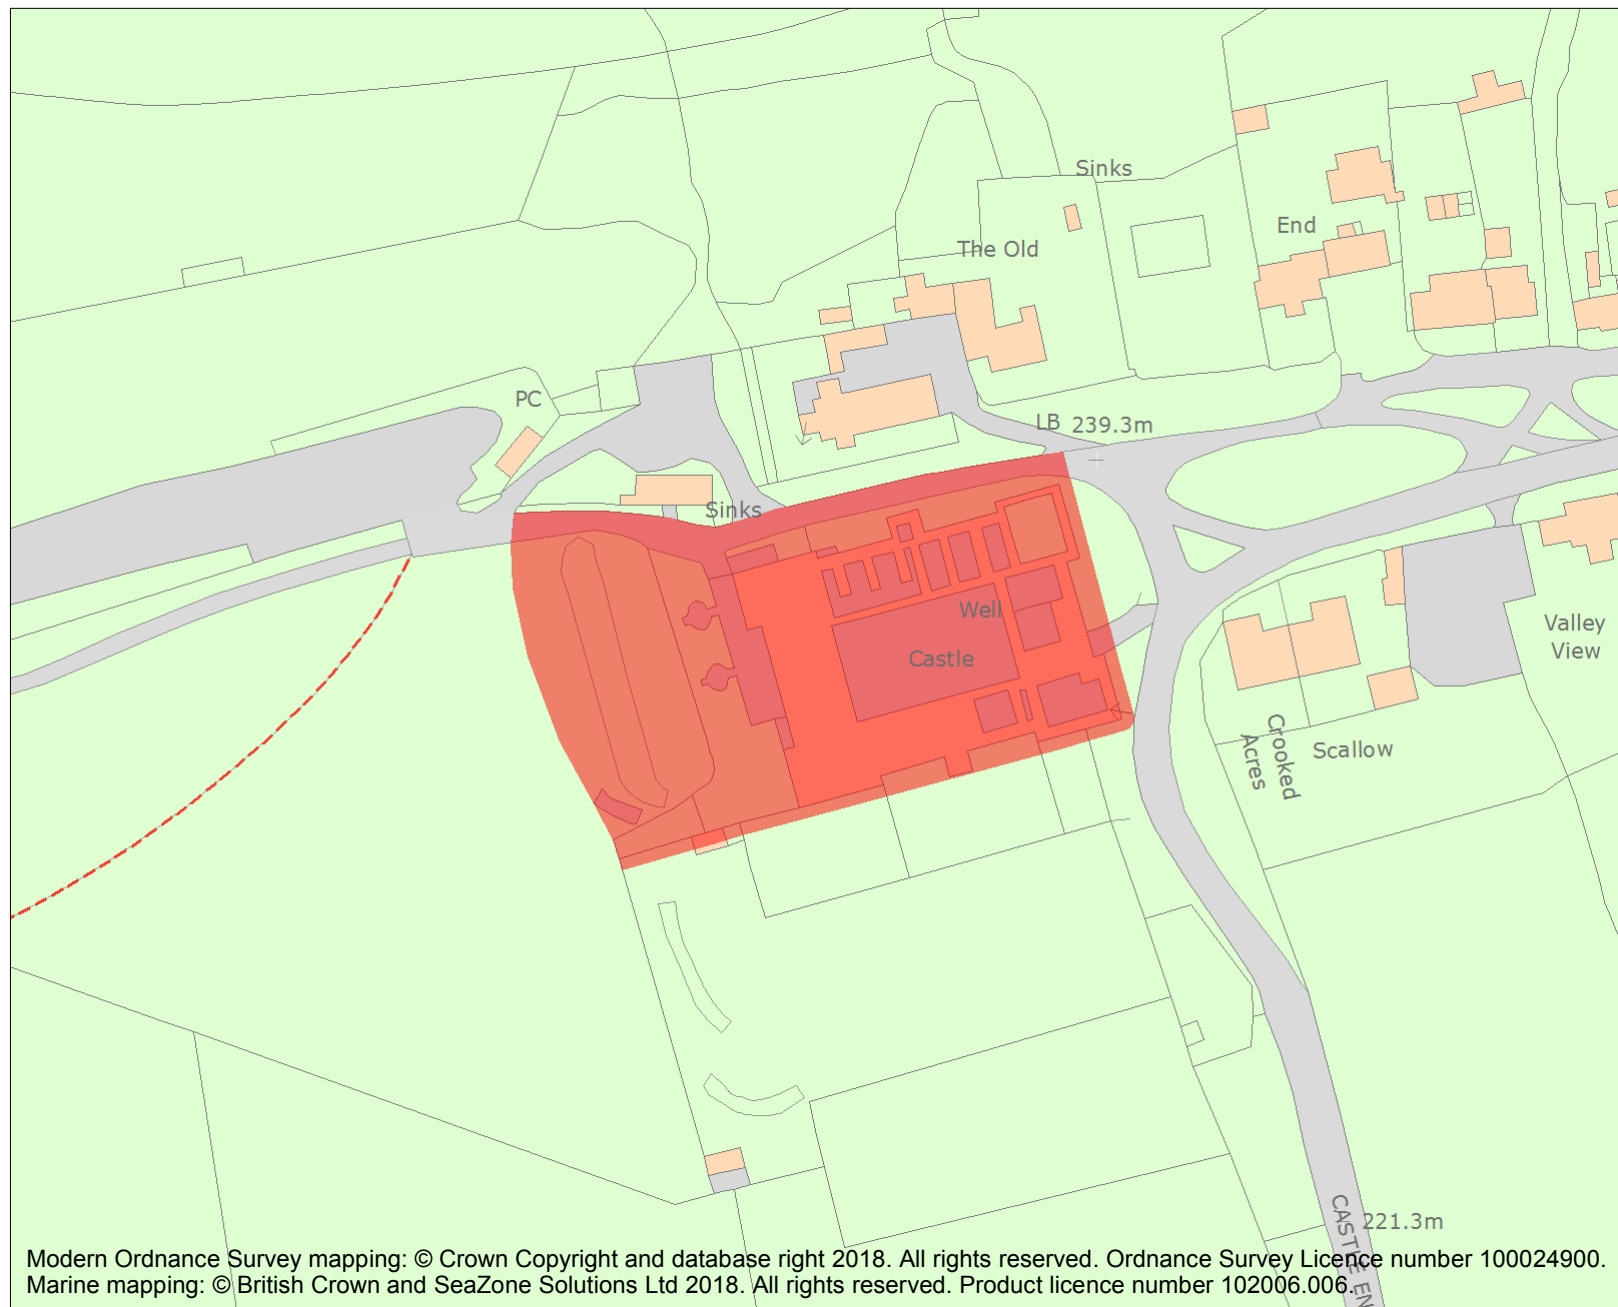 Sinks
End
The Old
PC
LB 239.3m
Sinks
Well
Castle
Valley
View
Crooked
Acres
Scallow
CASTLE EN
221.3m
Modern Ordnance Survey mapping: © Crown Copyright and database right 2018. All rights reserved. Ordnance Survey Licence number 100024900.
Marine mapping: © British Crown and SeaZone Solutions Ltd 2018. All rights reserved. Product licence number 102006.006.